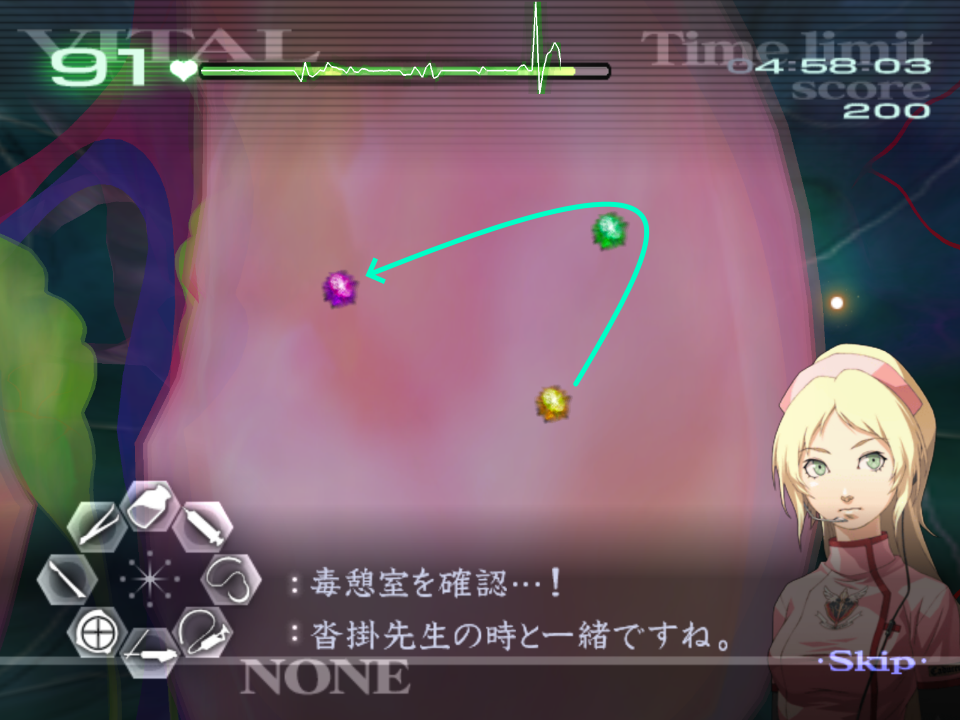 VITAL
91
Time limit
04:58:03
score
200
：毒憩室を確認…！
：沓掛先生の時と一緒ですね。
・Skip・
NONE